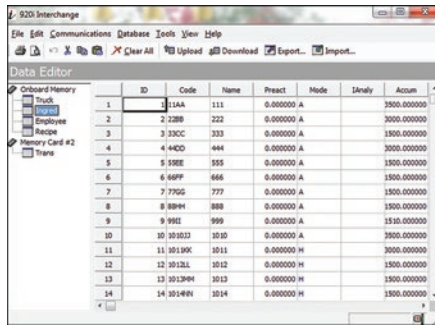 920i Interchange
File Edit Communications Database Tools View Help
Clear All Upload Download Export... Import...
Data Editor
Onboard Memory
Truck
Ingred
Employee
Recipe
Memory Card #2
Trans
ID Code Name Preact Mode IAnaly Accum
1 1 11AA 111 0.000000 A 3500.000000
2 2 22BB 222 0.000000 A 3000.000000
3 3 33CC 333 0.000000 A 1500.000000
4 4 44DD 444 0.000000 A 3000.000000
5 5 55EE 555 0.000000 A 1500.000000
6 6 66FF 666 0.000000 A 1500.000000
7 7 77GG 777 0.000000 A 1500.000000
8 8 88HH 888 0.000000 A 1500.000000
9 9 99II 999 0.000000 A 1510.000000
10 10 1010JJ 1010 0.000000 A 3500.000000
11 11 1011KK 1011 0.000000 H 3000.000000
12 12 1012LL 1012 0.000000 H 1500.000000
13 13 1013MM 1013 0.000000 H 1500.000000
14 14 1014NN 1014 0.000000 H 1500.000000